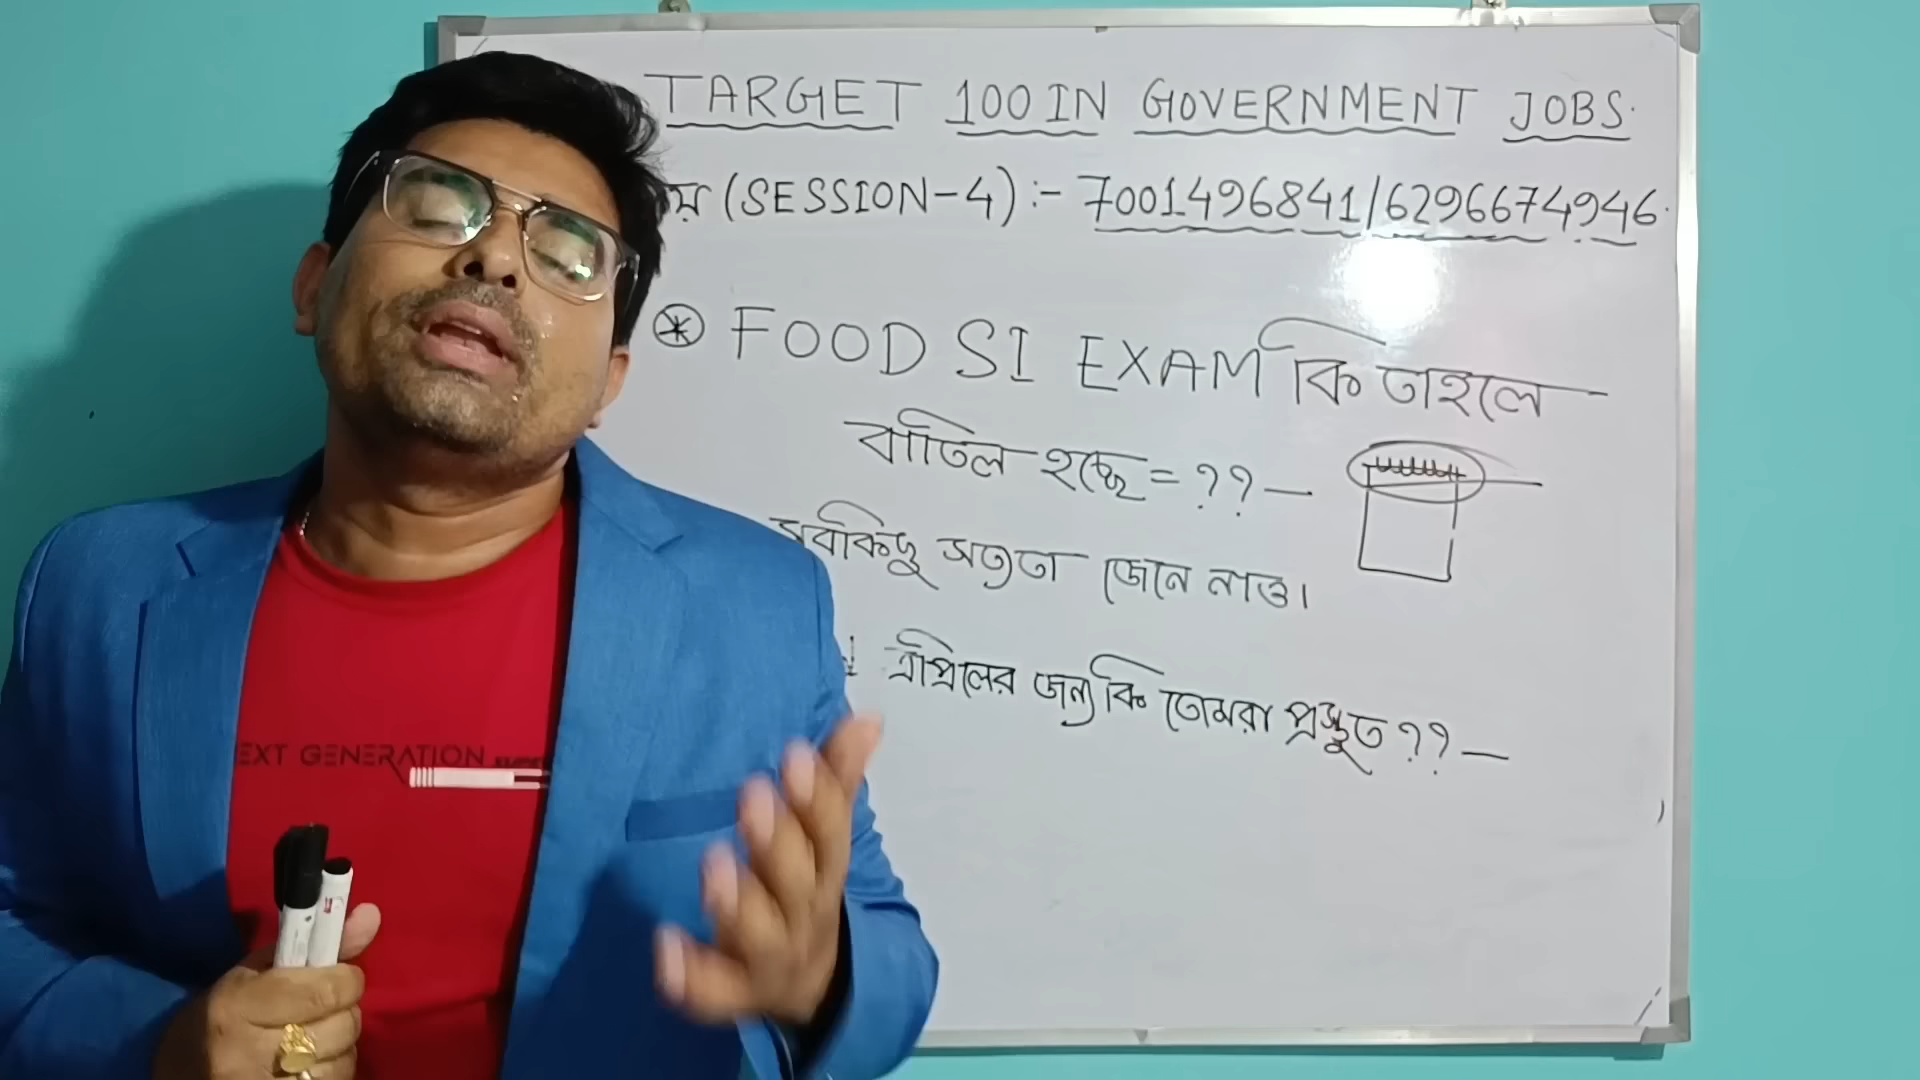 TARGET 100 IN GOVERNMENT JOBS.
(SESSION-4) :- 7001496841/6296674946.
* FOOD SI EXAM কি তাহলে
বাতিল হচ্ছে = ?? —
সবকিছু সত্যতা জেনে নাও।
এপ্রিলের জন্য কি তোমরা প্রস্তুত ?? —
EXT GENERATION